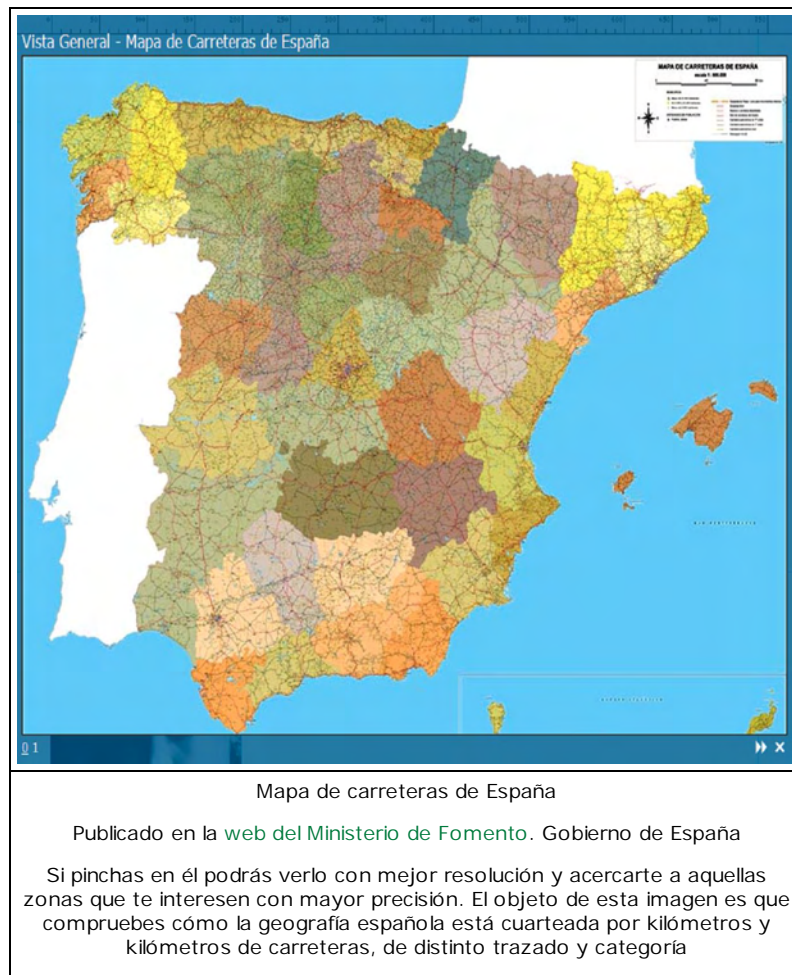 Vista General - Mapa de Carreteras de España
MAPA DE CARRETERAS DE ESPAÑA
0 1
Mapa de carreteras de España
Publicado en la web del Ministerio de Fomento. Gobierno de España
Si pinchas en él podrás verlo con mejor resolución y acercarte a aquellas
zonas que te interesen con mayor precisión. El objeto de esta imagen es que
compruebes cómo la geografía española está cuarteada por kilómetros y
kilómetros de carreteras, de distinto trazado y categoría